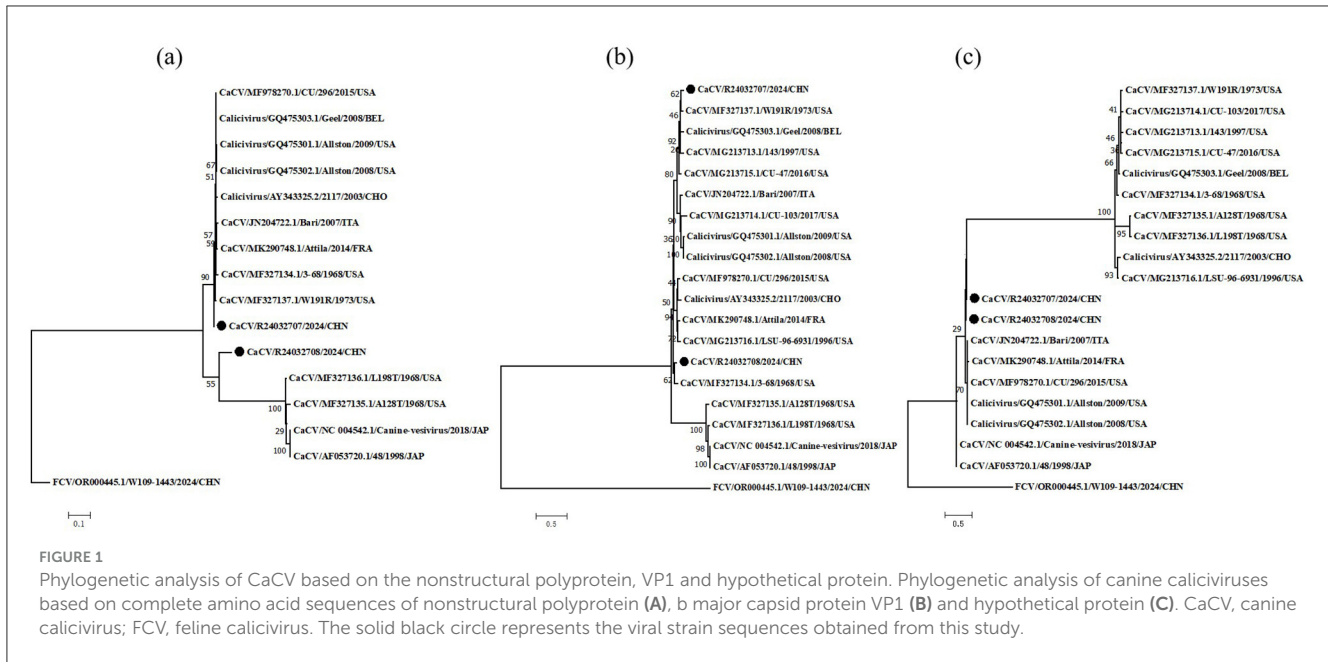 (a)
CaCV/MF978270.1/CU/296/2015/USA
Calicivirus/GQ475303.1/Geel/2008/BEL
Calicivirus/GQ475301.1/Allston/2009/USA
67
Calicivirus/GQ475302.1/Allston/2008/USA
51
Calicivirus/AY343325.2/2117/2003/CHO
CaCV/JN204722.1/Bari/2007/ITA
57
59
CaCV/MK290748.1/Attila/2014/FRA
90
CaCV/MF327134.1/3-68/1968/USA
CaCV/MF327137.1/W191R/1973/USA
CaCV/R24032707/2024/CHN
CaCV/R24032708/2024/CHN
55
CaCV/MF327136.1/L198T/1968/USA
100
CaCV/MF327135.1/A128T/1968/USA
29
CaCV/NC 004542.1/Canine-vesivirus/2018/JAP
100
CaCV/AF053720.1/48/1998/JAP
FCV/OR000445.1/W109-1443/2024/CHN
0.1
(b)
CaCV/R24032707/2024/CHN
62
CaCV/MF327137.1/W191R/1973/USA
46
Calicivirus/GQ475303.1/Geel/2008/BEL
92
CaCV/MG213713.1/143/1997/USA
80
CaCV/MG213715.1/CU-47/2016/USA
CaCV/JN204722.1/Bari/2007/ITA
CaCV/MG213714.1/CU-103/2017/USA
90
Calicivirus/GQ475301.1/Allston/2009/USA
100
Calicivirus/GQ475302.1/Allston/2008/USA
CaCV/MF978270.1/CU/296/2015/USA
50
Calicivirus/AY343325.2/2117/2003/CHO
CaCV/MK290748.1/Attila/2014/FRA
CaCV/MG213716.1/LSU-96-6931/1996/USA
CaCV/R24032708/2024/CHN
62
CaCV/MF327134.1/3-68/1968/USA
CaCV/MF327135.1/A128T/1968/USA
100
CaCV/MF327136.1/L198T/1968/USA
98
CaCV/NC 004542.1/Canine-vesivirus/2018/JAP
100
CaCV/AF053720.1/48/1998/JAP
FCV/OR000445.1/W109-1443/2024/CHN
0.5
(c)
CaCV/MF327137.1/W191R/1973/USA
41
CaCV/MG213714.1/CU-103/2017/USA
CaCV/MG213713.1/143/1997/USA
46
CaCV/MG213715.1/CU-47/2016/USA
66
Calicivirus/GQ475303.1/Geel/2008/BEL
CaCV/MF327134.1/3-68/1968/USA
100
CaCV/MF327135.1/A128T/1968/USA
95
CaCV/MF327136.1/L198T/1968/USA
Calicivirus/AY343325.2/2117/2003/CHO
93
CaCV/MG213716.1/LSU-96-6931/1996/USA
CaCV/R24032707/2024/CHN
CaCV/R24032708/2024/CHN
29
CaCV/JN204722.1/Bari/2007/ITA
CaCV/MK290748.1/Attila/2014/FRA
CaCV/MF978270.1/CU/296/2015/USA
70
Calicivirus/GQ475301.1/Allston/2009/USA
Calicivirus/GQ475302.1/Allston/2008/USA
CaCV/NC 004542.1/Canine-vesivirus/2018/JAP
CaCV/AF053720.1/48/1998/JAP
FCV/OR000445.1/W109-1443/2024/CHN
0.5
FIGURE 1
Phylogenetic analysis of CaCV based on the nonstructural polyprotein, VP1 and hypothetical protein. Phylogenetic analysis of canine caliciviruses
based on complete amino acid sequences of nonstructural polyprotein (A), b major capsid protein VP1 (B) and hypothetical protein (C). CaCV, canine
calicivirus; FCV, feline calicivirus. The solid black circle represents the viral strain sequences obtained from this study.